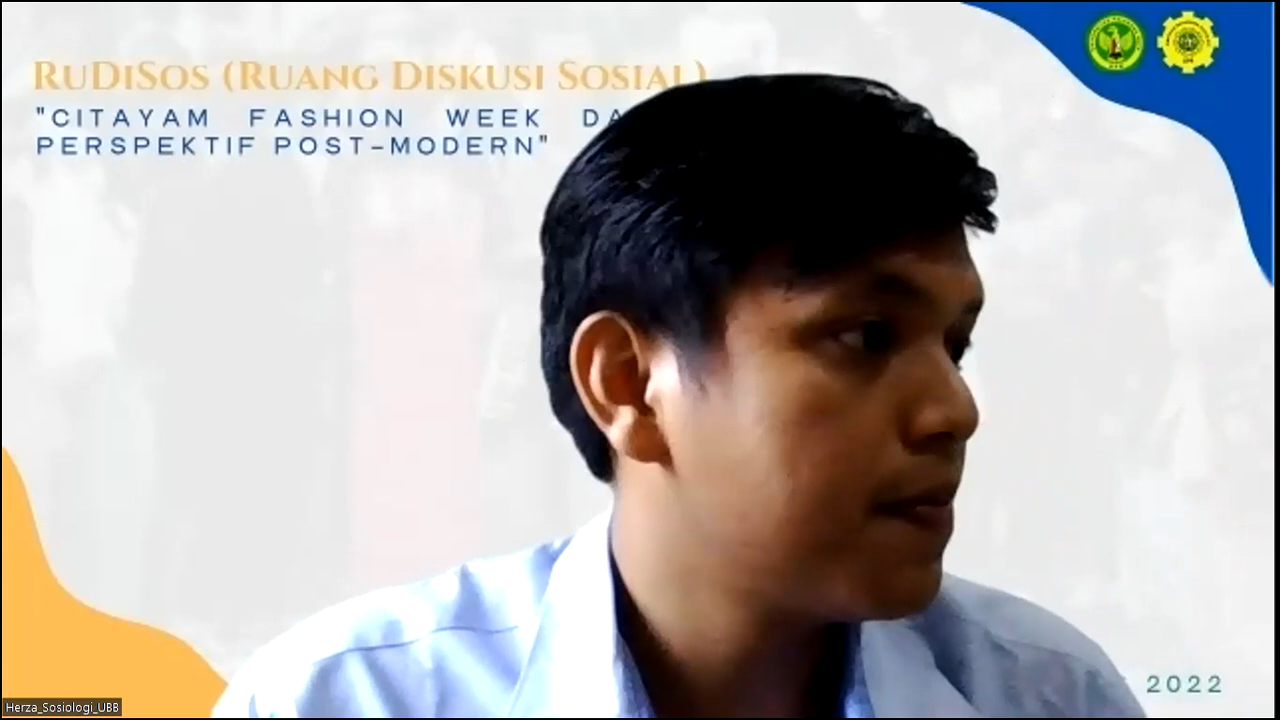 RuDiSos (Ruang Diskusi Sosial)
"CITAYAM FASHION WEEK DA
PERSPEKTIF POST-MODERN"
2022
Herza_Sosiologi_UBB